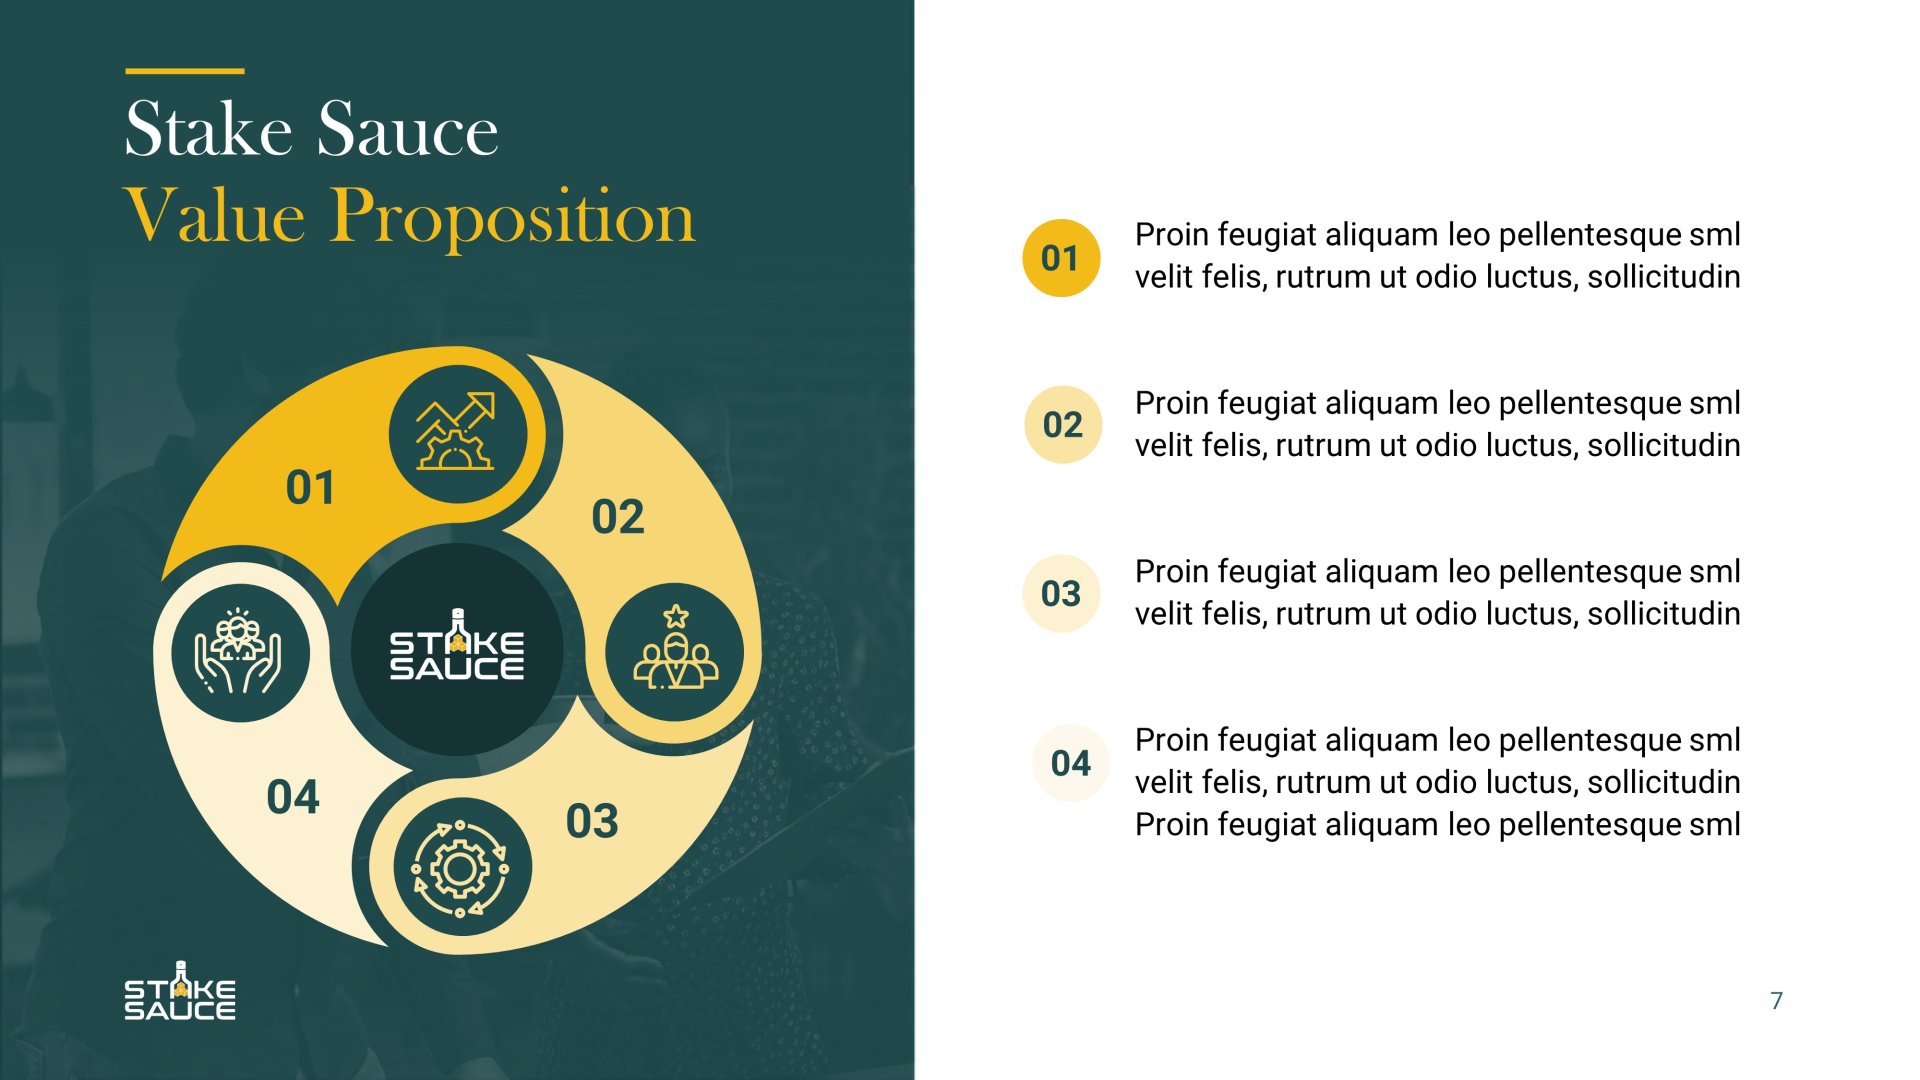 Stake Sauce
Value Proposition
01
02
03
04
STAKE
SAUCE
STAKE
SAUCE
01
Proin feugiat aliquam leo pellentesque sml
velit felis, rutrum ut odio luctus, sollicitudin
02
Proin feugiat aliquam leo pellentesque sml
velit felis, rutrum ut odio luctus, sollicitudin
03
Proin feugiat aliquam leo pellentesque sml
velit felis, rutrum ut odio luctus, sollicitudin
04
Proin feugiat aliquam leo pellentesque sml
velit felis, rutrum ut odio luctus, sollicitudin
Proin feugiat aliquam leo pellentesque sml
7